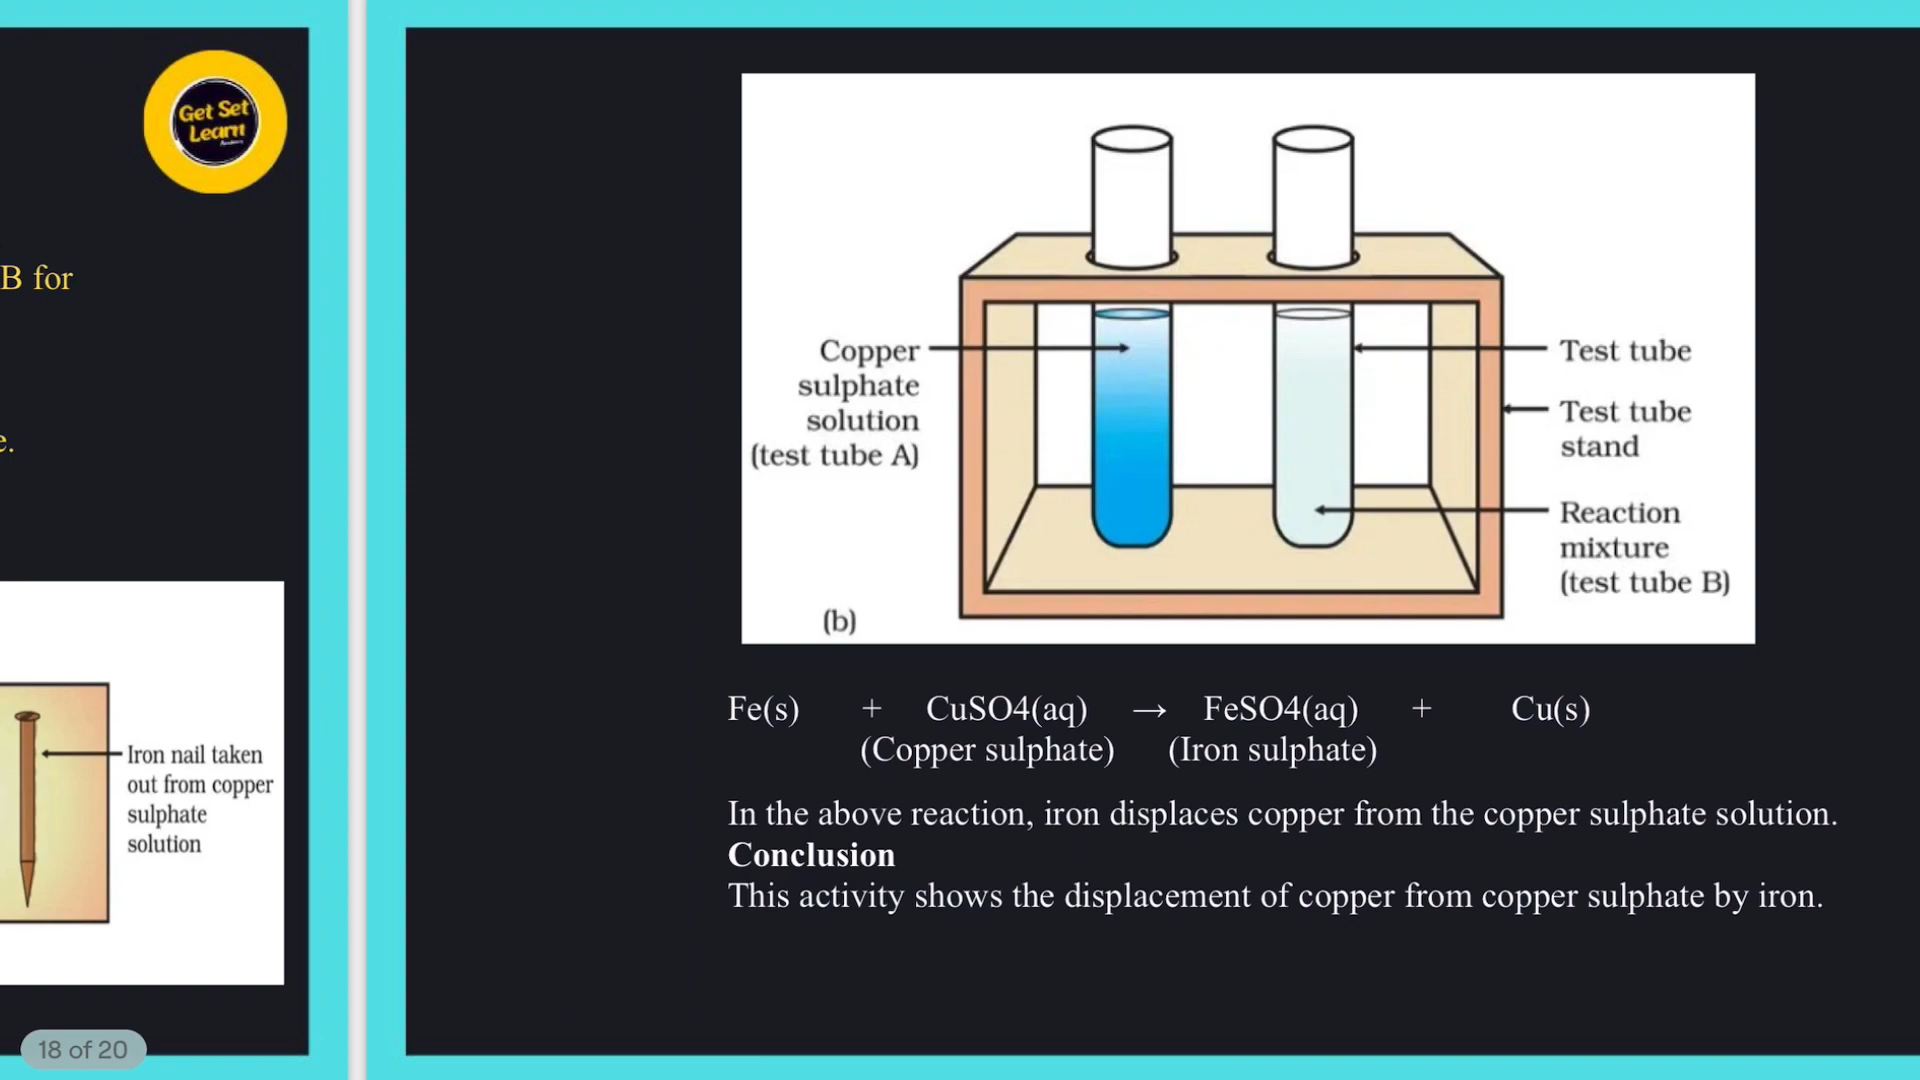 Get Set
Learn
Academy
B for
e.
Iron nail taken
out from copper
sulphate
solution
18 of 20
Copper
sulphate
solution
(test tube A)
Test tube
Test tube
stand
Reaction
mixture
(test tube B)
(b)
Fe(s) + CuSO4(aq) → FeSO4(aq) + Cu(s)
(Copper sulphate) (Iron sulphate)
In the above reaction, iron displaces copper from the copper sulphate solution.
Conclusion
This activity shows the displacement of copper from copper sulphate by iron.